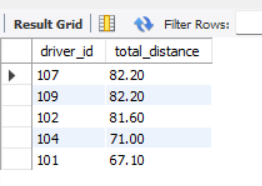 Result Grid Filter Rows:
driver_id total_distance
107 82.20
109 82.20
102 81.60
104 71.00
101 67.10